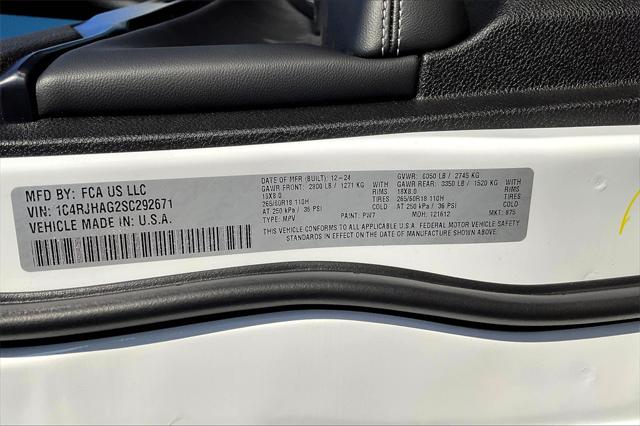 MFD BY: FCA US LLC
VIN: 1C4RJHAG2SC292671
VEHICLE MADE IN: U.S.A.
DATE OF MFR (BUILT): 12-24 GVWR: 6050 LB / 2745 KG
GAWR FRONT: 2800 LB / 1271 KG WITH GAWR REAR: 3350 LB / 1520 KG WITH
18X8.0 RIMS 18X8.0 RIMS
265/60R18 110H TIRES 265/60R18 110H TIRES
AT 250 kPa / 36 PSI COLD AT 250 kPa / 36 PSI COLD
TYPE: MPV PAINT: PW7 MDH: 121612 MKT: 875
THIS VEHICLE CONFORMS TO ALL APPLICABLE U.S.A. FEDERAL MOTOR VEHICLE SAFETY
STANDARDS IN EFFECT ON THE DATE OF MANUFACTURE SHOWN ABOVE